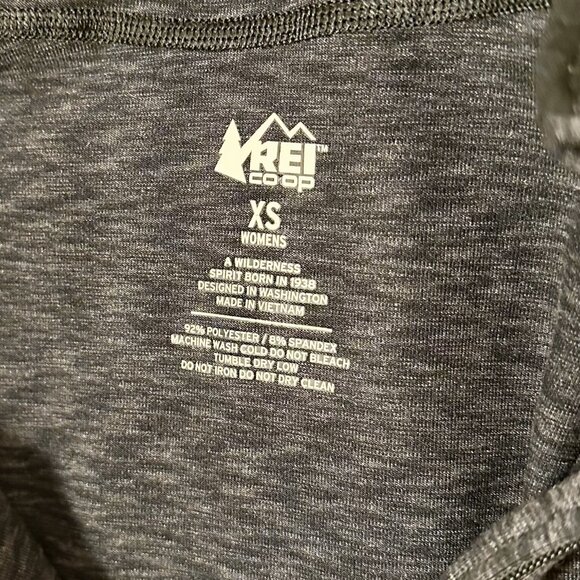 REI™
CO·OP
XS
WOMENS
A WILDERNESS
SPIRIT BORN IN 1938
DESIGNED IN WASHINGTON
MADE IN VIETNAM
92% POLYESTER / 8% SPANDEX
MACHINE WASH COLD DO NOT BLEACH
TUMBLE DRY LOW
DO NOT IRON DO NOT DRY CLEAN